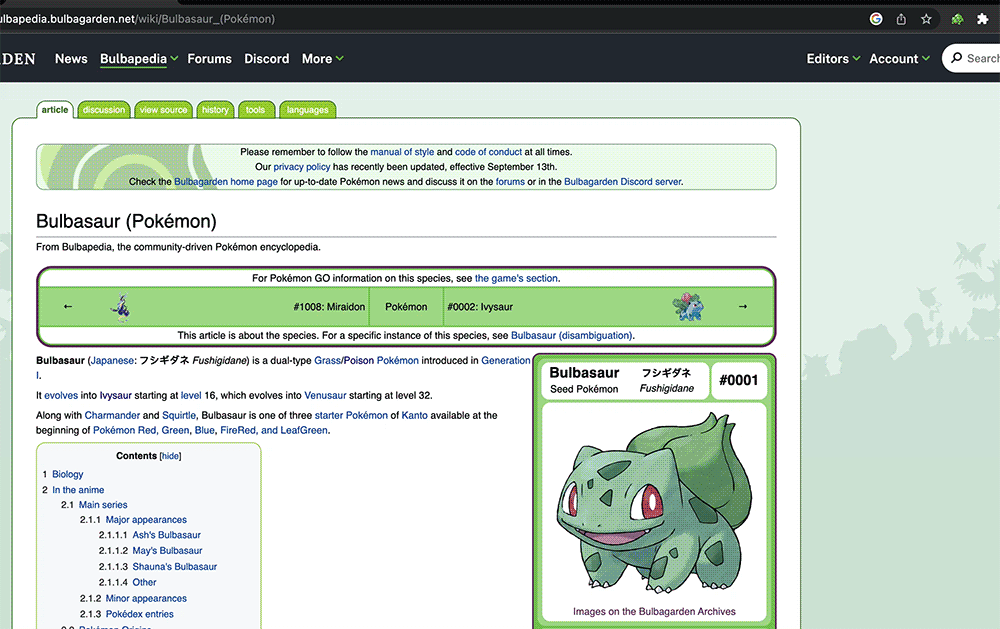 ulbapedia.bulbagarden.net/wiki/Bulbasaur_(Pokémon)
DEN News Bulbapedia Forums Discord More Editors Account Search
article discussion view source history tools languages
Please remember to follow the manual of style and code of conduct at all times.
Our privacy policy has recently been updated, effective September 13th.
Check the Bulbagarden home page for up-to-date Pokémon news and discuss it on the forums or in the Bulbagarden Discord server.
Bulbasaur (Pokémon)
From Bulbapedia, the community-driven Pokémon encyclopedia.
For Pokémon GO information on this species, see the game's section.
← #1008: Miraidon Pokémon #0002: Ivysaur →
This article is about the species. For a specific instance of this species, see Bulbasaur (disambiguation).
Bulbasaur (Japanese: フシギダネ Fushigidane) is a dual-type Grass/Poison Pokémon introduced in Generation
I.
It evolves into Ivysaur starting at level 16, which evolves into Venusaur starting at level 32.
Along with Charmander and Squirtle, Bulbasaur is one of three starter Pokémon of Kanto available at the
beginning of Pokémon Red, Green, Blue, FireRed, and LeafGreen.
Contents [hide]
1 Biology
2 In the anime
2.1 Main series
2.1.1 Major appearances
2.1.1.1 Ash's Bulbasaur
2.1.1.2 May's Bulbasaur
2.1.1.3 Shauna's Bulbasaur
2.1.1.4 Other
2.1.2 Minor appearances
2.1.3 Pokédex entries
2.2 Pokémon Origins
Bulbasaur フシギダネ #0001
Seed Pokémon Fushigidane
Images on the Bulbagarden Archives